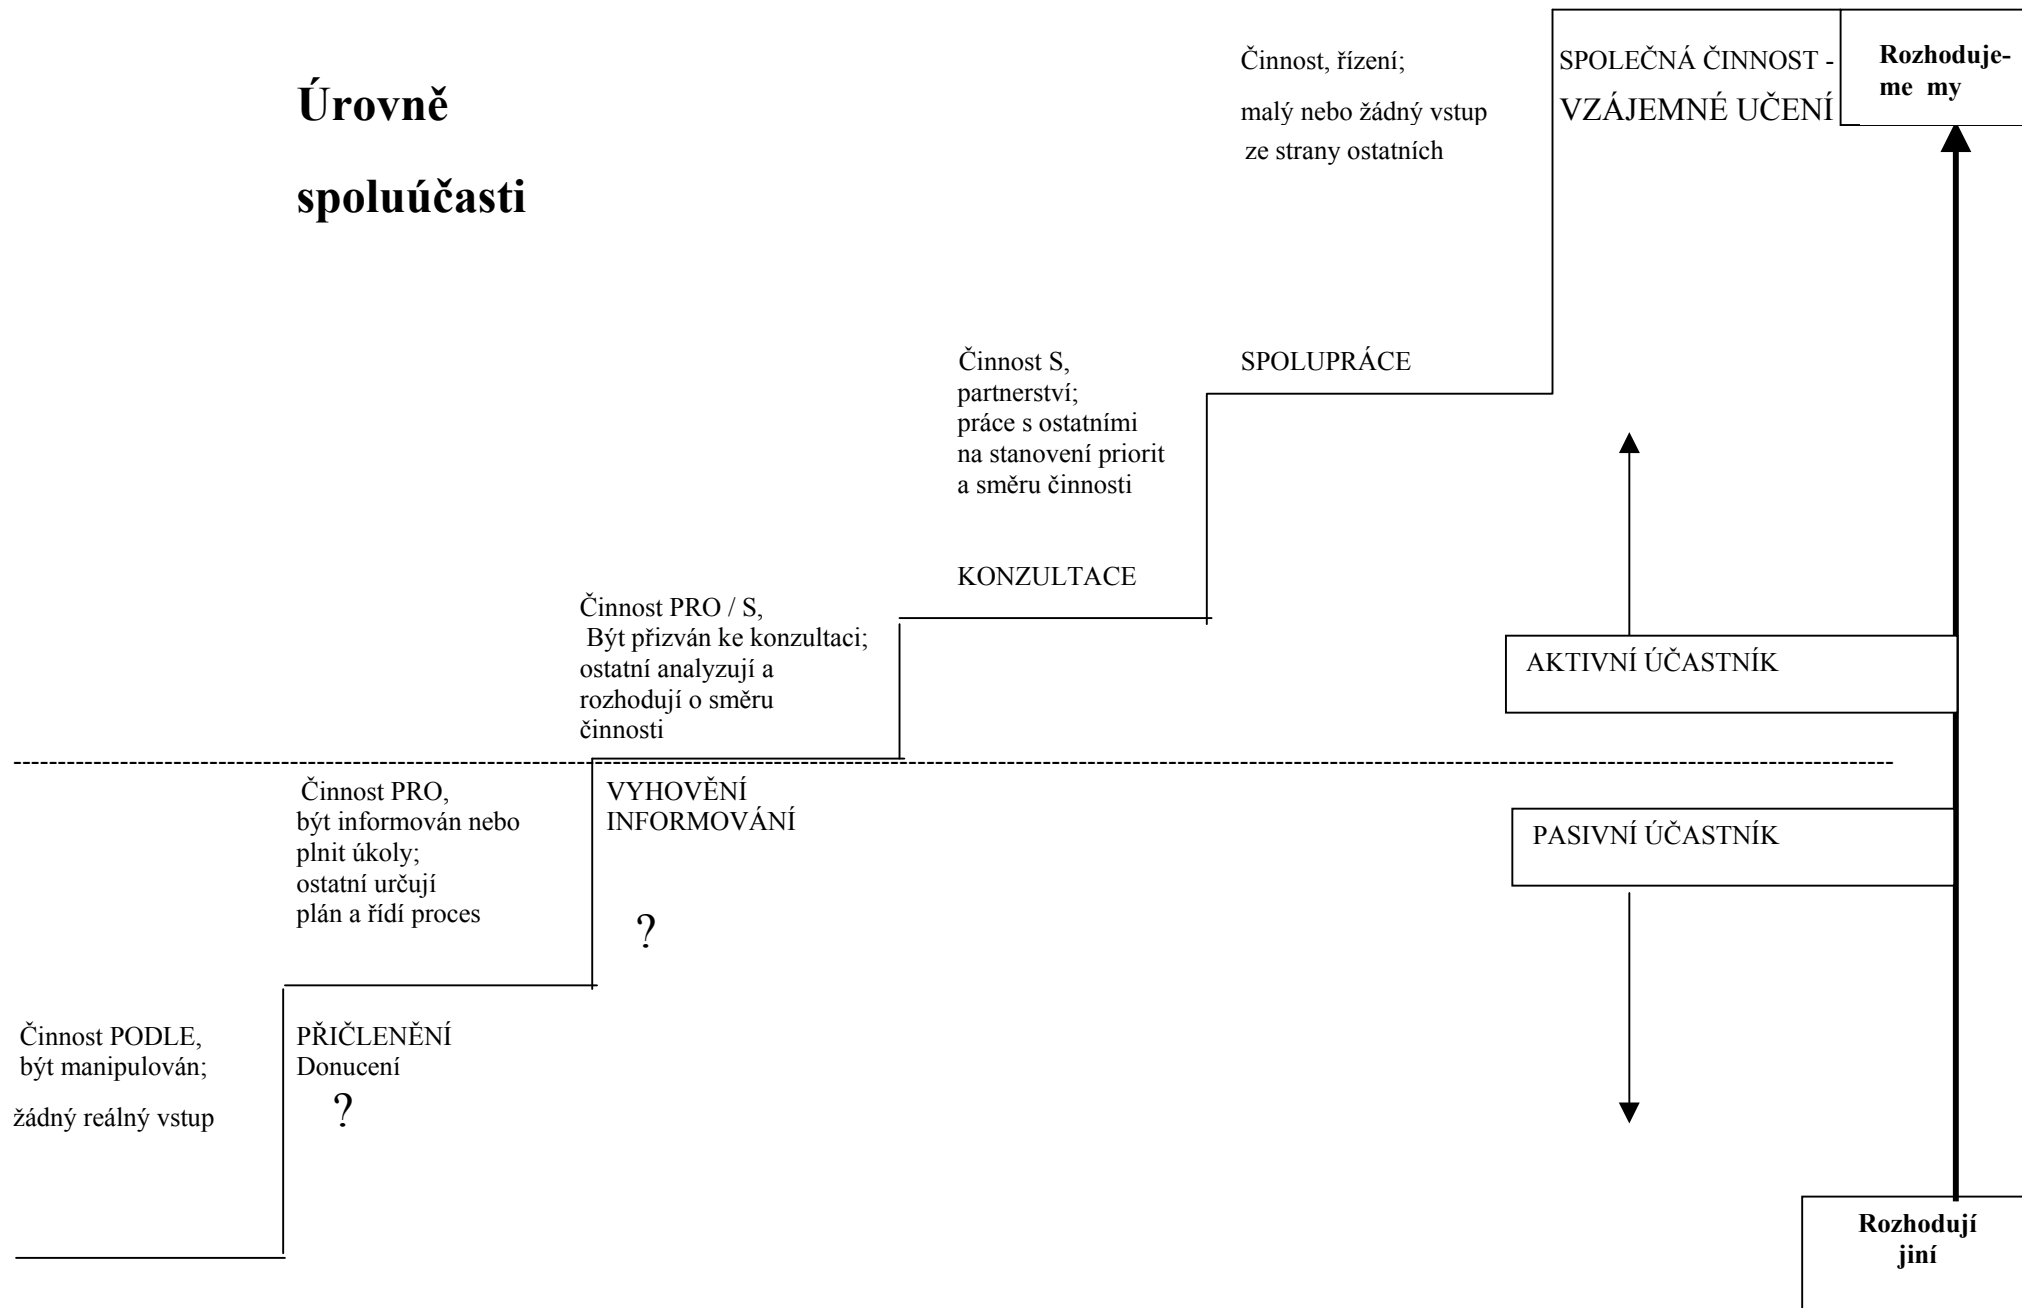 Úrovně
spoluúčasti
Činnost, řízení;
malý nebo žádný vstup
ze strany ostatních
SPOLEČNÁ ČINNOST -
VZÁJEMNÉ UČENÍ
Rozhoduje-
me my
Činnost S,
partnerství;
práce s ostatními
na stanovení priorit
a směru činnosti
SPOLUPRÁCE
KONZULTACE
Činnost PRO / S,
Být přizván ke konzultaci;
ostatní analyzují a
rozhodují o směru
činnosti
AKTIVNÍ ÚČASTNÍK
Činnost PRO,
být informován nebo
plnit úkoly;
ostatní určují
plán a řídí proces
VYHOVĚNÍ
INFORMOVÁNÍ
?
PASIVNÍ ÚČASTNÍK
Činnost PODLE,
být manipulován;
žádný reálný vstup
PŘIČLENĚNÍ
Donucení
?
Rozhodují
jiní